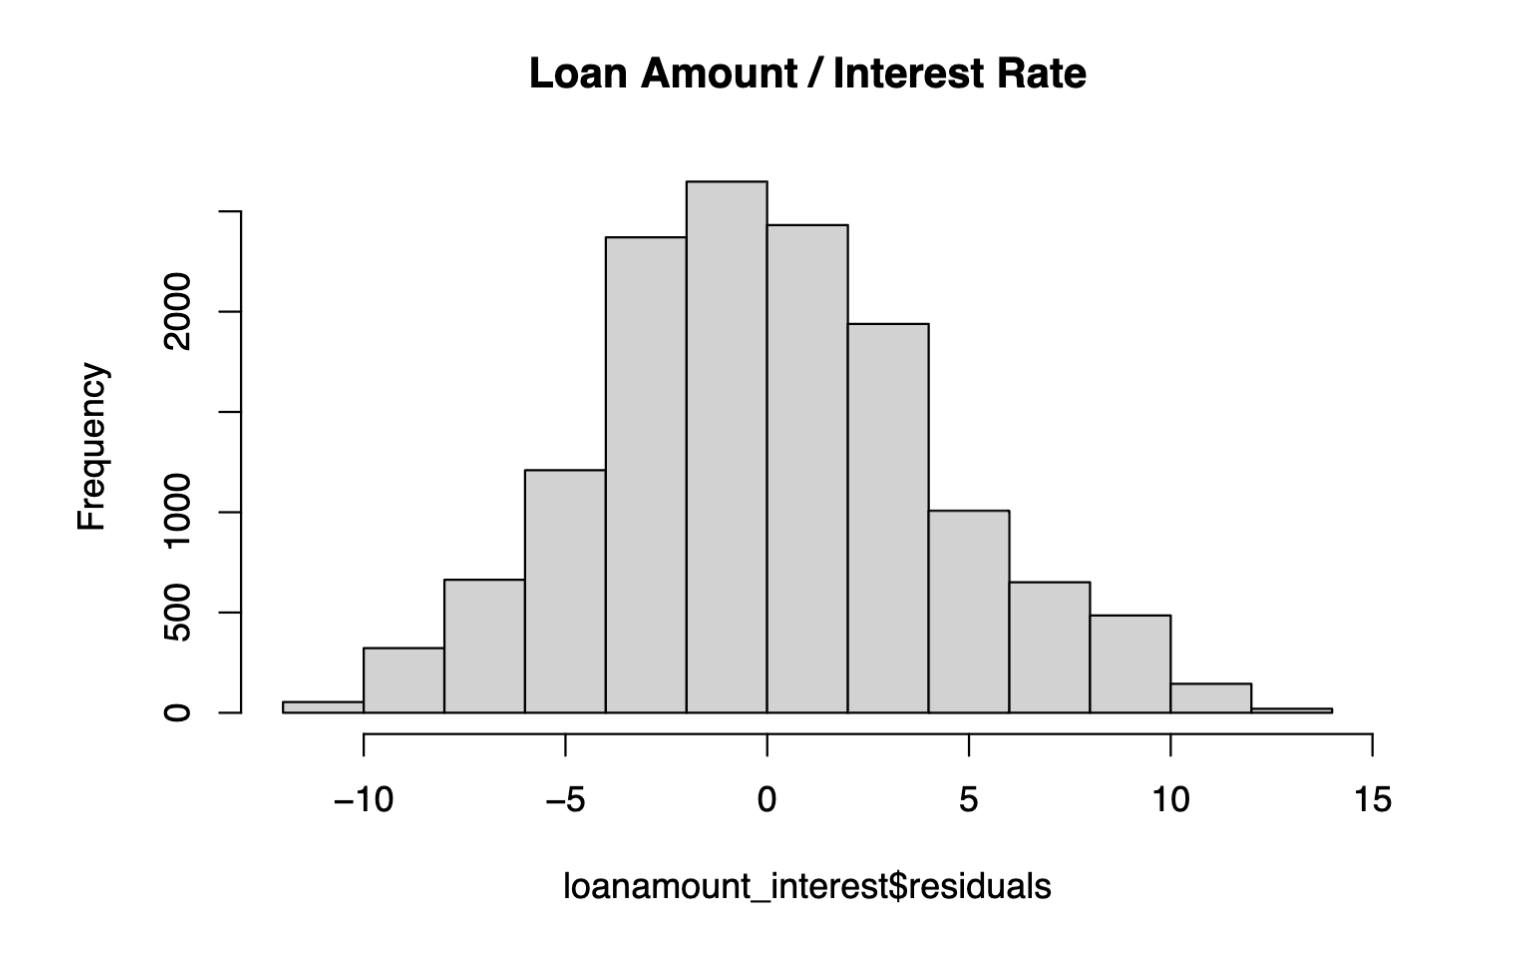 Loan Amount / Interest Rate
Frequency
2000
1000
500
0
−10 −5 0 5 10 15
loanamount_interest$residuals